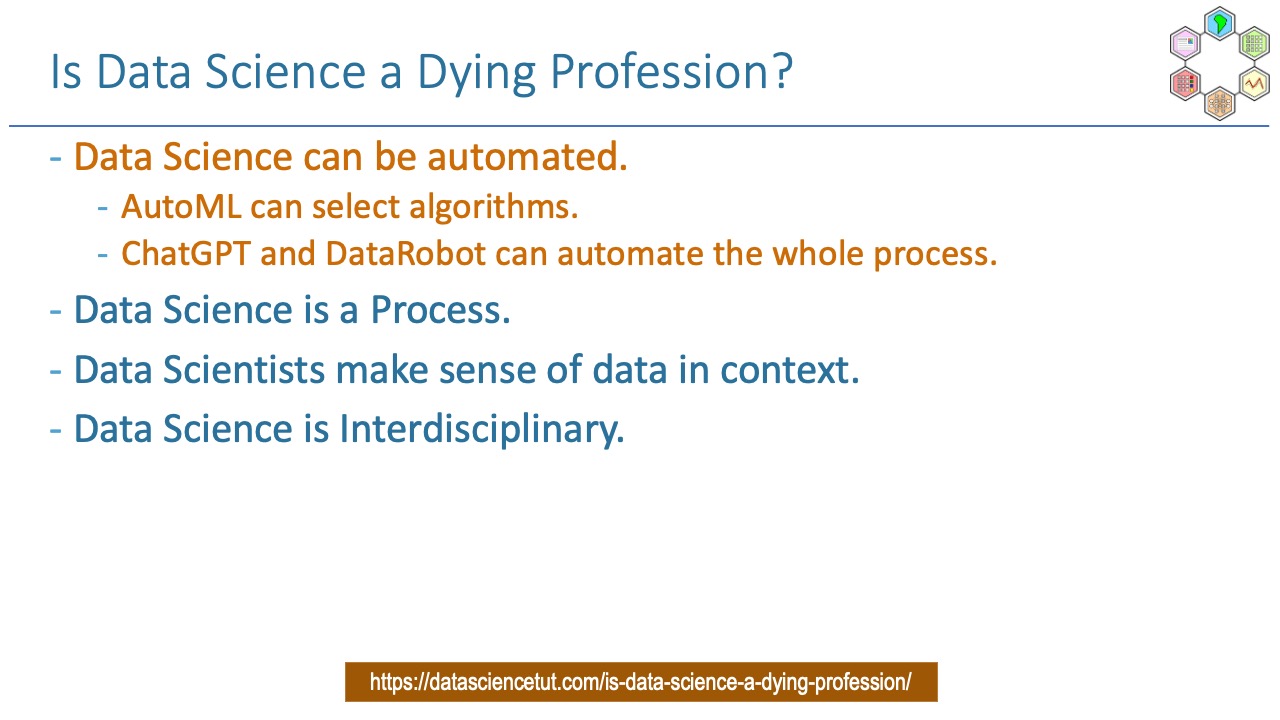 Is Data Science a Dying Profession?
- Data Science can be automated.
- AutoML can select algorithms.
- ChatGPT and DataRobot can automate the whole process.
- Data Science is a Process.
- Data Scientists make sense of data in context.
- Data Science is Interdisciplinary.
https://datasciencetut.com/is-data-science-a-dying-profession/